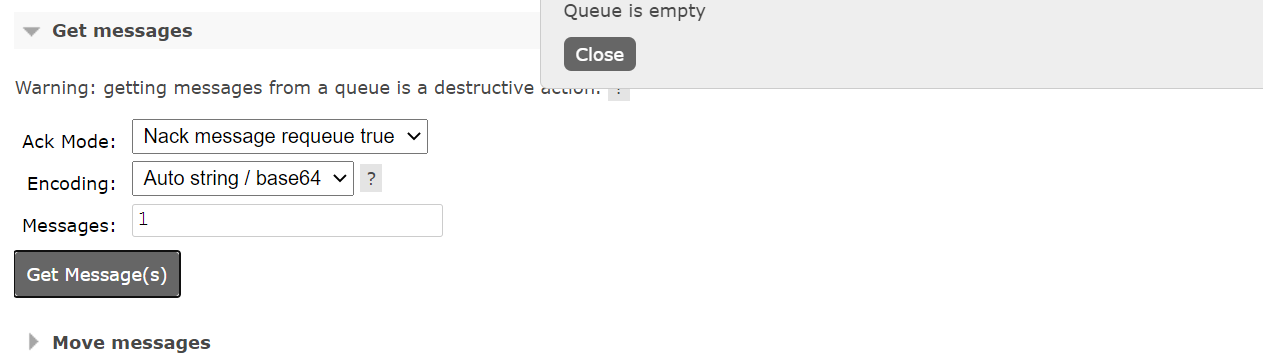 Queue is empty
Close
Get messages
Warning: getting messages from a queue is a destructive action. ?
Ack Mode: Nack message requeue true
Encoding: Auto string / base64 ?
Messages: 1
Get Message(s)
Move messages